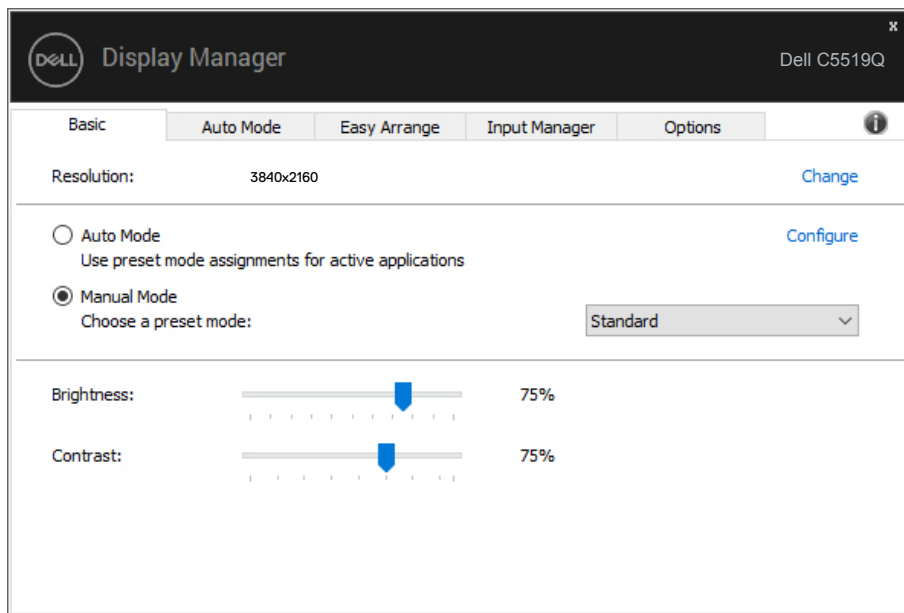 x
DELL Display Manager
Dell C5519Q
Basic Auto Mode Easy Arrange Input Manager Options i
Resolution: 3840x2160 Change
Auto Mode Configure
Use preset mode assignments for active applications
Manual Mode
Choose a preset mode: Standard
Brightness: 75%
Contrast: 75%